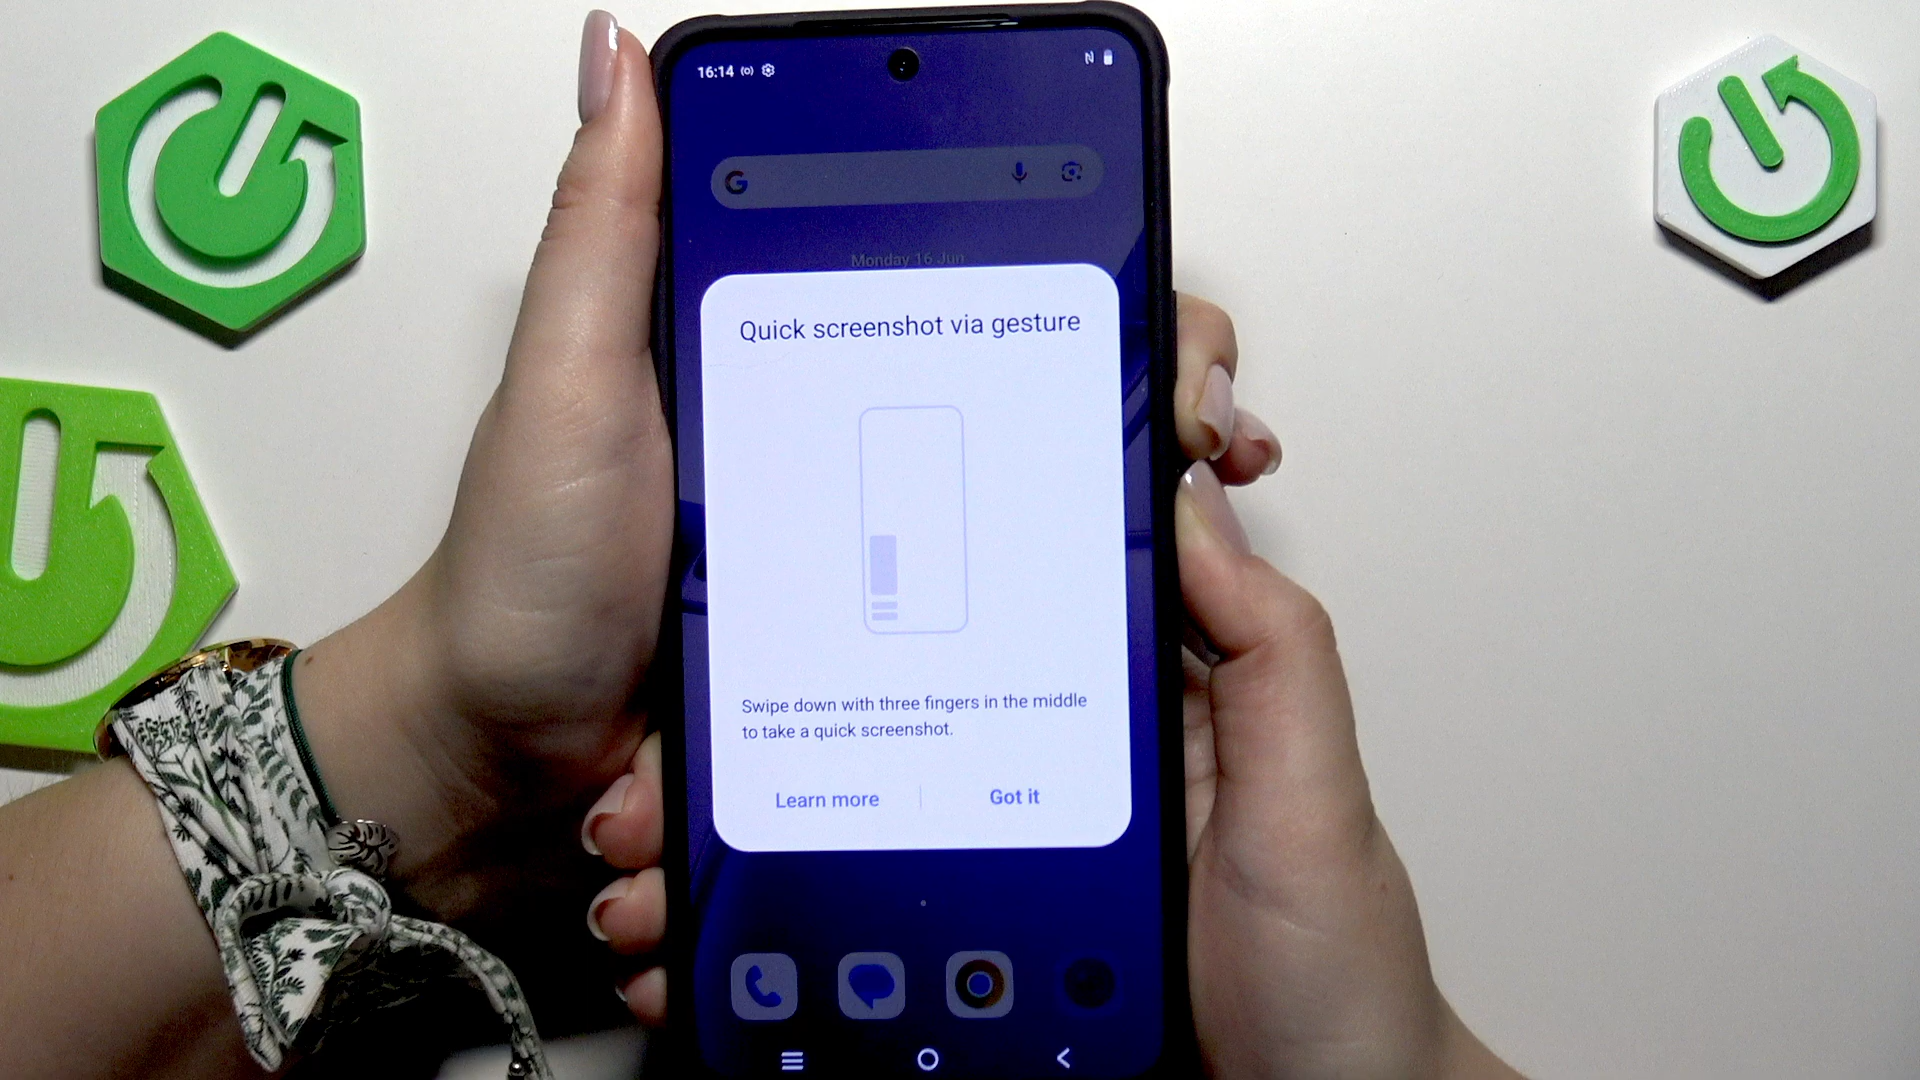 16:14
G
Monday 16 Jun
Quick screenshot via gesture
Swipe down with three fingers in the middle
to take a quick screenshot.
Learn more
Got it